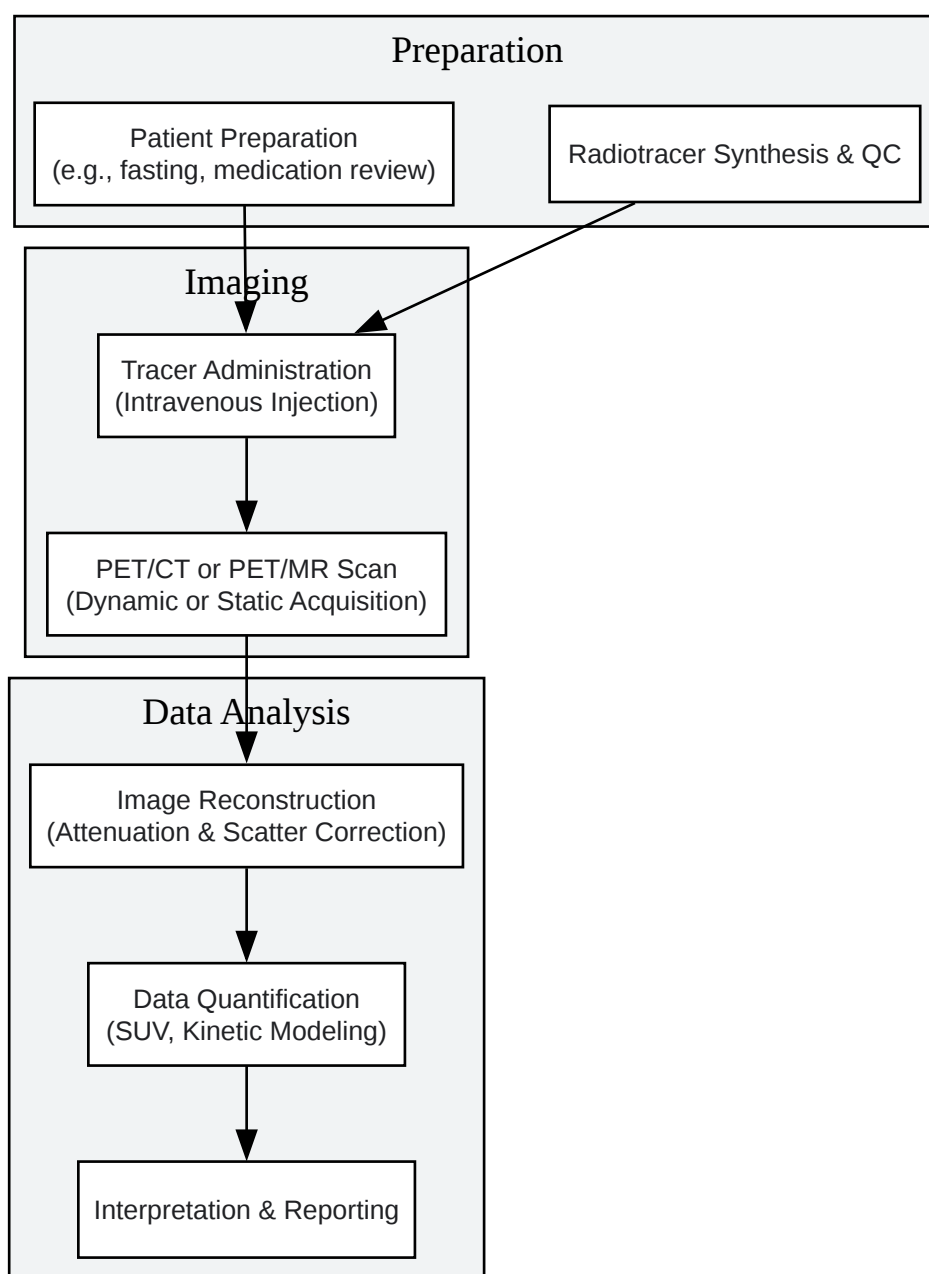 Preparation
Patient Preparation
(e.g., fasting, medication review)
Radiotracer Synthesis & QC
Imaging
Tracer Administration
(Intravenous Injection)
PET/CT or PET/MR Scan
(Dynamic or Static Acquisition)
Data Analysis
Image Reconstruction
(Attenuation & Scatter Correction)
Data Quantification
(SUV, Kinetic Modeling)
Interpretation & Reporting